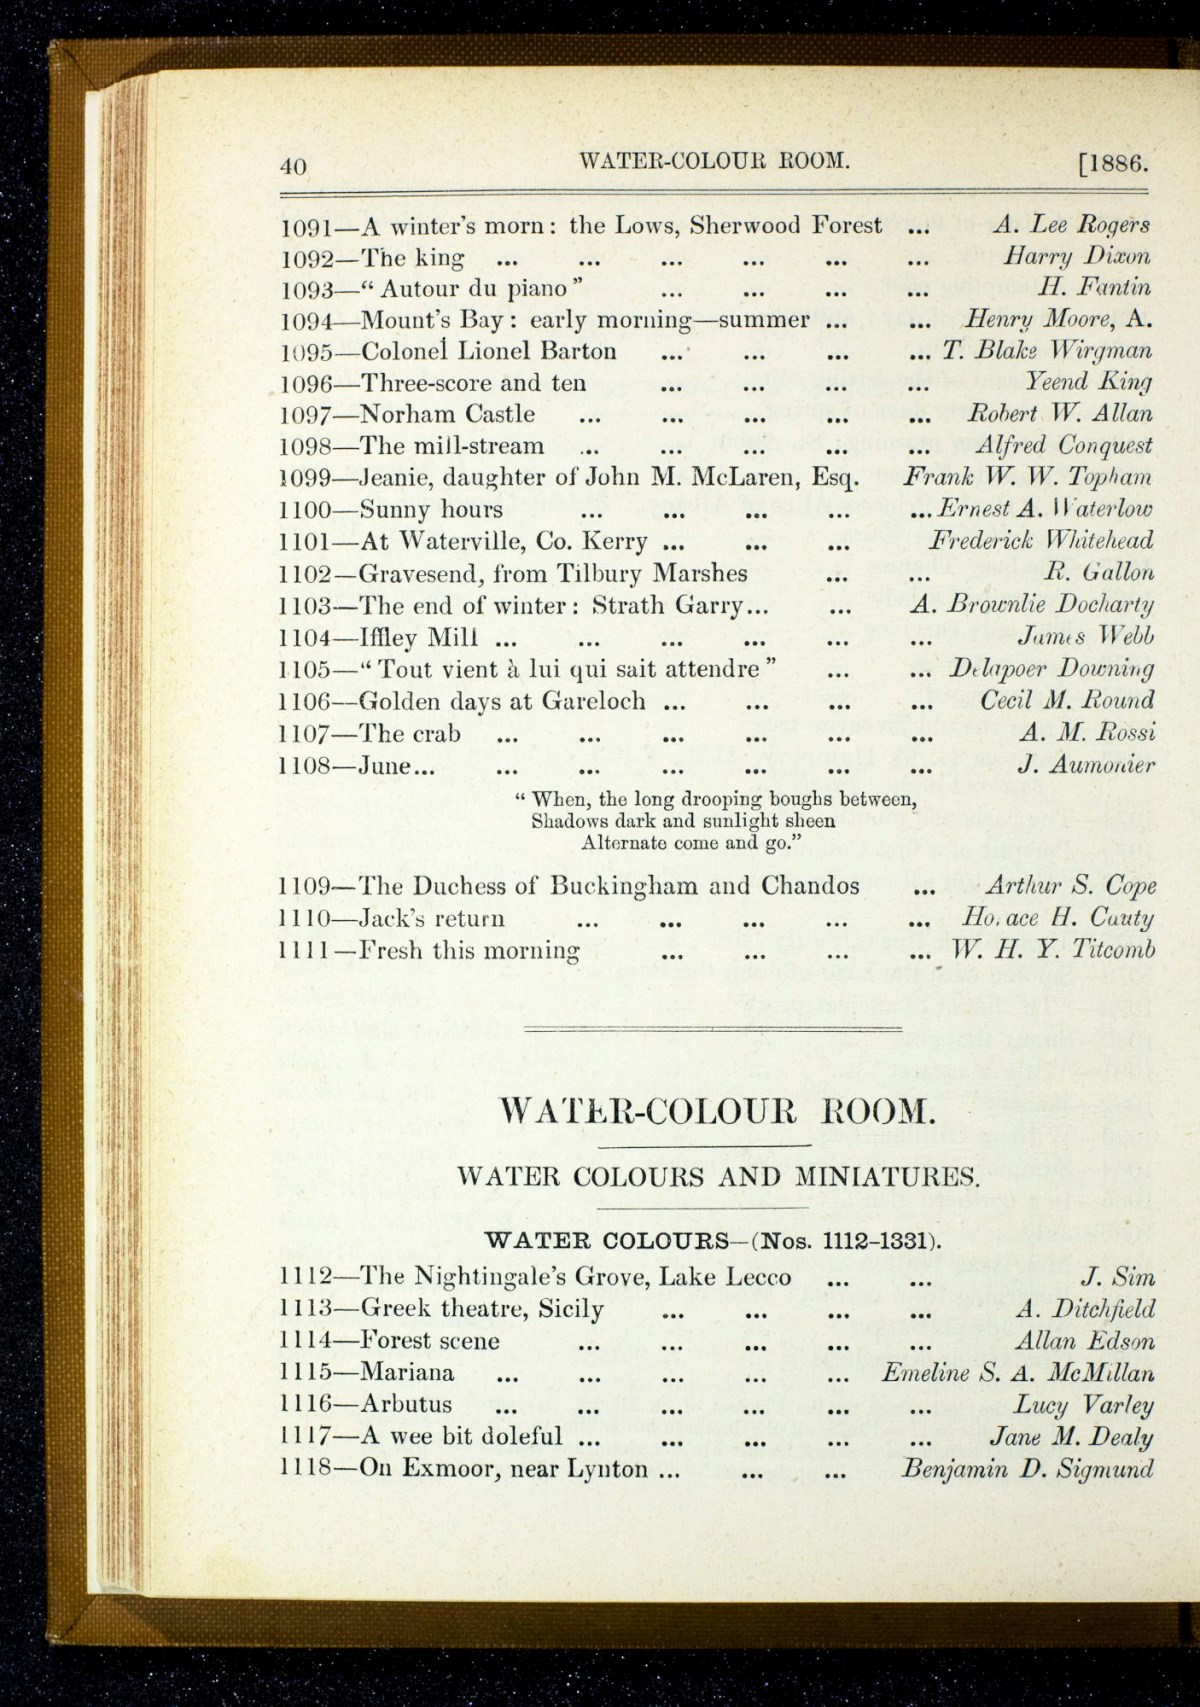 40 WATER-COLOUR ROOM. [1886.
1091—A winter's morn: the Lows, Sherwood Forest ... A. Lee Rogers
1092—The king ... ... ... ... ... ... Harry Dixon
1093—“Autour du piano” ... ... ... ... H. Fantin
1094—Mount's Bay: early morning—summer ... ... Henry Moore, A.
1095—Colonel Lionel Barton ... ... ... ... T. Blake Wirgman
1096—Three-score and ten ... ... ... ... Yeend King
1097—Norham Castle ... ... ... ... ... Robert W. Allan
1098—The mill-stream ... ... ... ... ... Alfred Conquest
1099—Jeanie, daughter of John M. McLaren, Esq. Frank W. W. Topham
1100—Sunny hours ... ... ... ... ... Ernest A. Waterlow
1101—At Waterville, Co. Kerry ... ... ... Frederick Whitehead
1102—Gravesend, from Tilbury Marshes ... ... R. Gallon
1103—The end of winter: Strath Garry... ... A. Brownlie Docharty
1104—Iffley Mill ... ... ... ... ... ... James Webb
1105—“Tout vient à lui qui sait attendre” ... ... Delapoer Downing
1106—Golden days at Gareloch ... ... ... ... Cecil M. Round
1107—The crab ... ... ... ... ... ... A. M. Rossi
1108—June... ... ... ... ... ... ... J. Aumonier
“When, the long drooping boughs between,
Shadows dark and sunlight sheen
Alternate come and go.”
1109—The Duchess of Buckingham and Chandos ... Arthur S. Cope
1110—Jack's return ... ... ... ... ... Horace H. Cauty
1111—Fresh this morning ... ... ... ... W. H. Y. Titcomb
WATER-COLOUR ROOM.
WATER COLOURS AND MINIATURES.
WATER COLOURS—(Nos. 1112-1331).
1112—The Nightingale's Grove, Lake Lecco ... ... J. Sim
1113—Greek theatre, Sicily ... ... ... ... A. Ditchfield
1114—Forest scene ... ... ... ... ... Allan Edson
1115—Mariana ... ... ... ... ... Emeline S. A. McMillan
1116—Arbutus ... ... ... ... ... ... Lucy Varley
1117—A wee bit doleful ... ... ... ... ... Jane M. Dealy
1118—On Exmoor, near Lynton ... ... ... Benjamin D. Sigmund